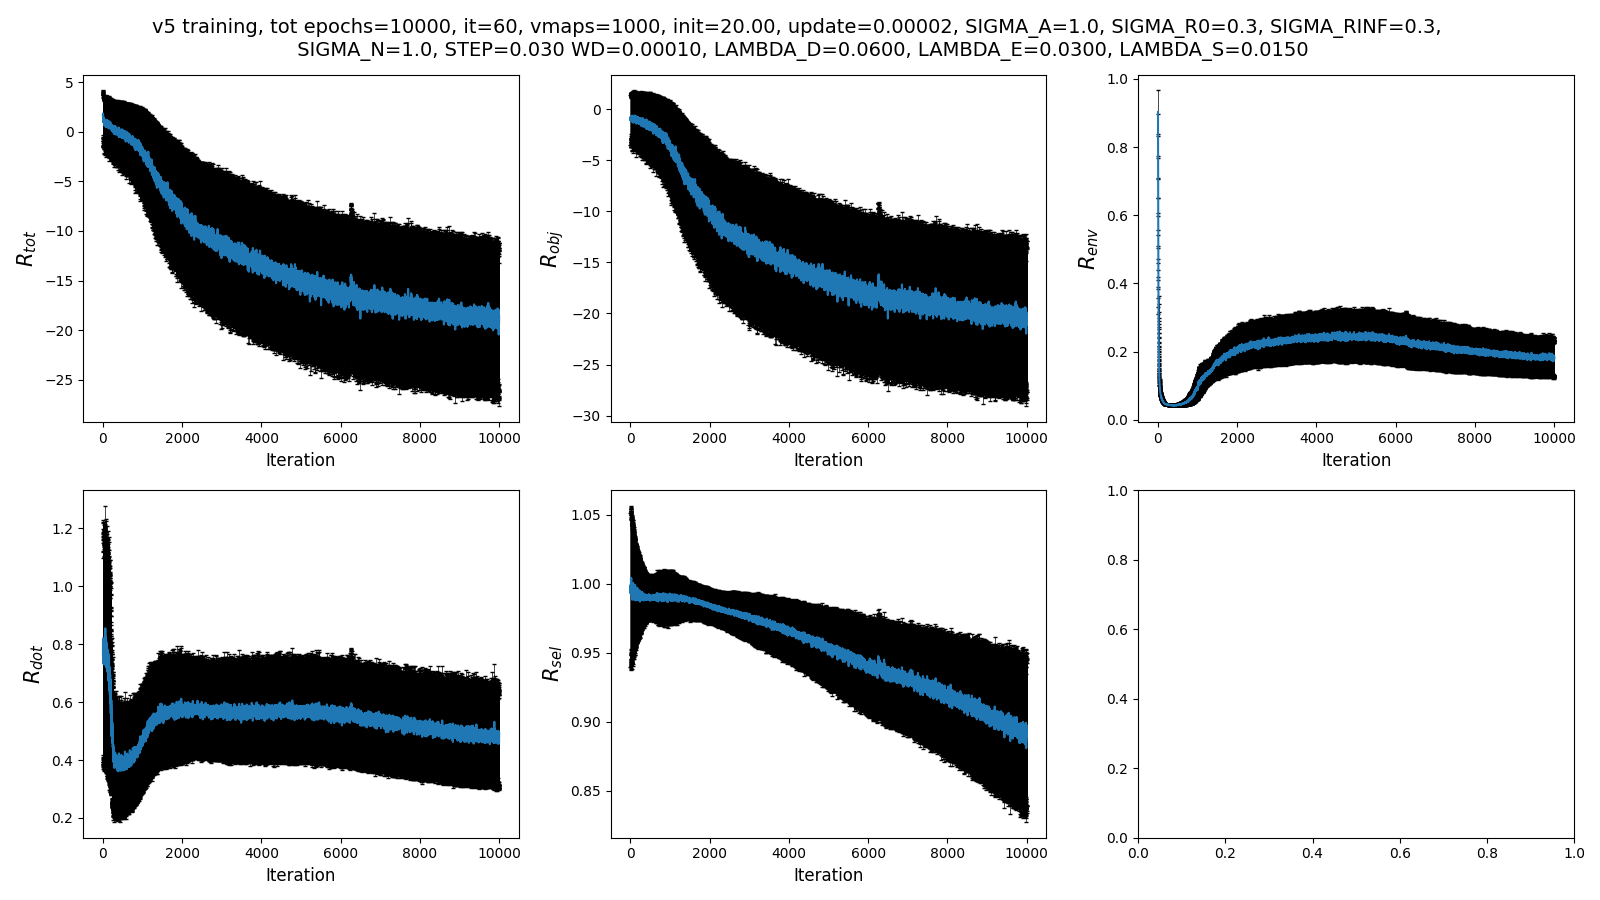 v5 training, tot epochs=10000, it=60, vmaps=1000, init=20.00, update=0.00002, SIGMA_A=1.0, SIGMA_R0=0.3, SIGMA_RINF=0.3,
SIGMA_N=1.0, STEP=0.030 WD=0.00010, LAMBDA_D=0.0600, LAMBDA_E=0.0300, LAMBDA_S=0.0150
R_tot
5
0
−5
−10
−15
−20
−25
0 2000 4000 6000 8000 10000
Iteration
R_obj
0
−5
−10
−15
−20
−25
−30
0 2000 4000 6000 8000 10000
Iteration
R_env
1.0
0.8
0.6
0.4
0.2
0.0
0 2000 4000 6000 8000 10000
Iteration
R_dot
1.2
1.0
0.8
0.6
0.4
0.2
0 2000 4000 6000 8000 10000
Iteration
R_sel
1.05
1.00
0.95
0.90
0.85
0 2000 4000 6000 8000 10000
Iteration
1.0
0.8
0.6
0.4
0.2
0.0
0.0 0.2 0.4 0.6 0.8 1.0